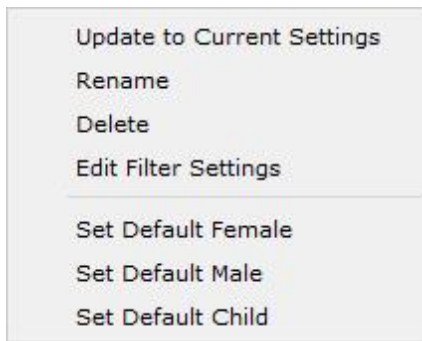 Update to Current Settings
Rename
Delete
Edit Filter Settings
Set Default Female
Set Default Male
Set Default Child